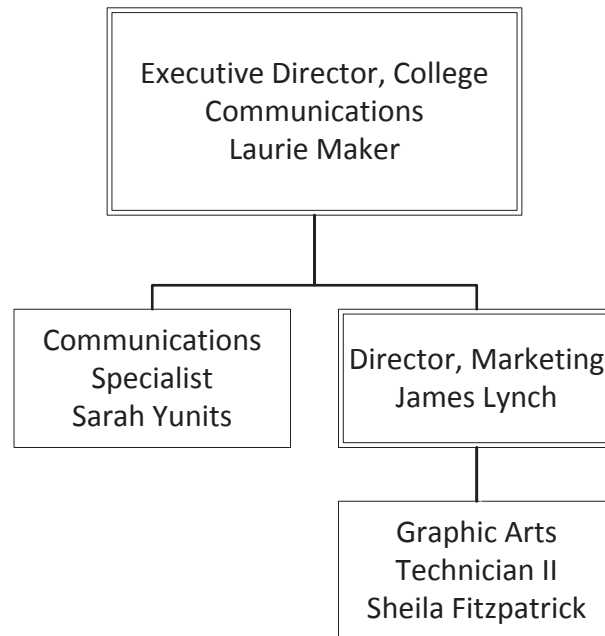 Executive Director, College
Communications
Laurie Maker
Communications
Specialist
Sarah Yunits
Director, Marketing
James Lynch
Graphic Arts
Technician II
Sheila Fitzpatrick